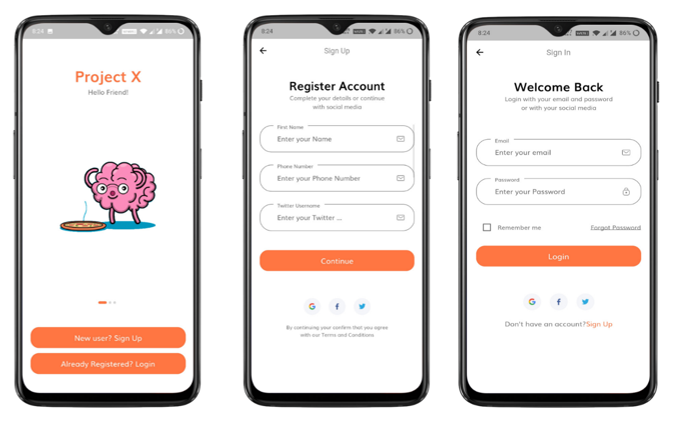 8:24
86%
Project X
Hello Friend!
New user? Sign Up
Already Registered? Login
8:24
86%
Sign Up
Register Account
Complete your details or continue
with social media
First Name
Enter your Name
Phone Number
Enter your Phone Number
Twitter Username
Enter your Twitter ...
Continue
By continuing your confirm that you agree
with our Terms and Conditions
8:24
86%
Sign In
Welcome Back
Login with your email and password
or with your social media
Email
Enter your email
Password
Enter your Password
Remember me
Forgot Password
Login
Don't have an account?Sign Up